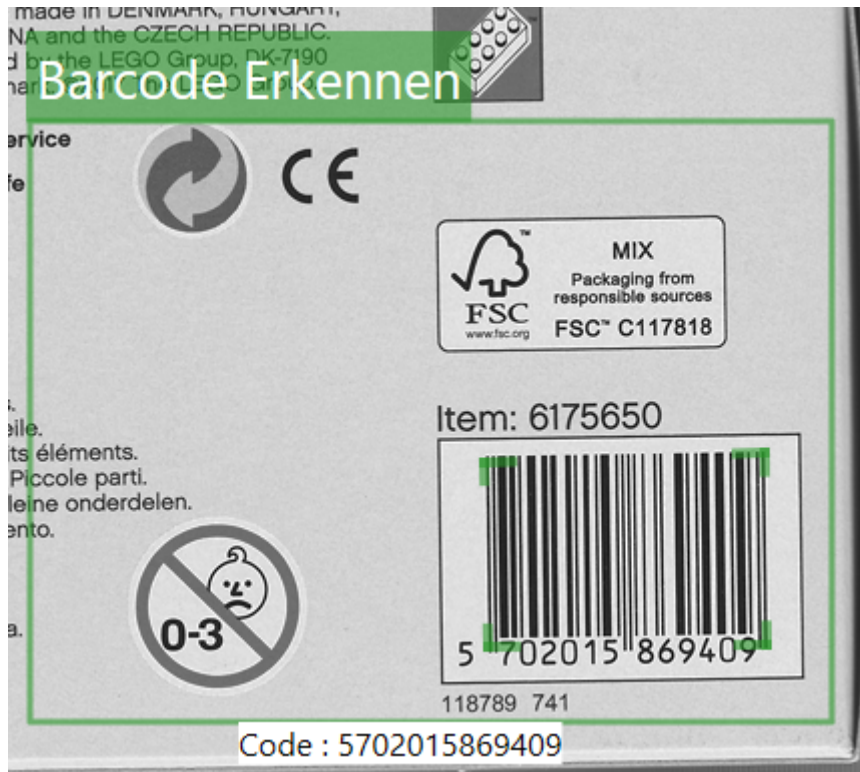 made in DENMARK, HUNGARY,
NA and the CZECH REPUBLIC.
by the LEGO Group, DK-7190
Barcode Erkennen
ervice
fe
CE
MIX
Packaging from
responsible sources
FSC
www.fsc.org
FSC™ C117818
Item: 6175650
s.
eile.
ts éléments.
Piccole parti.
leine onderdelen.
ento.
0-3
a.
5 702015 869409
118789 741
Code : 5702015869409